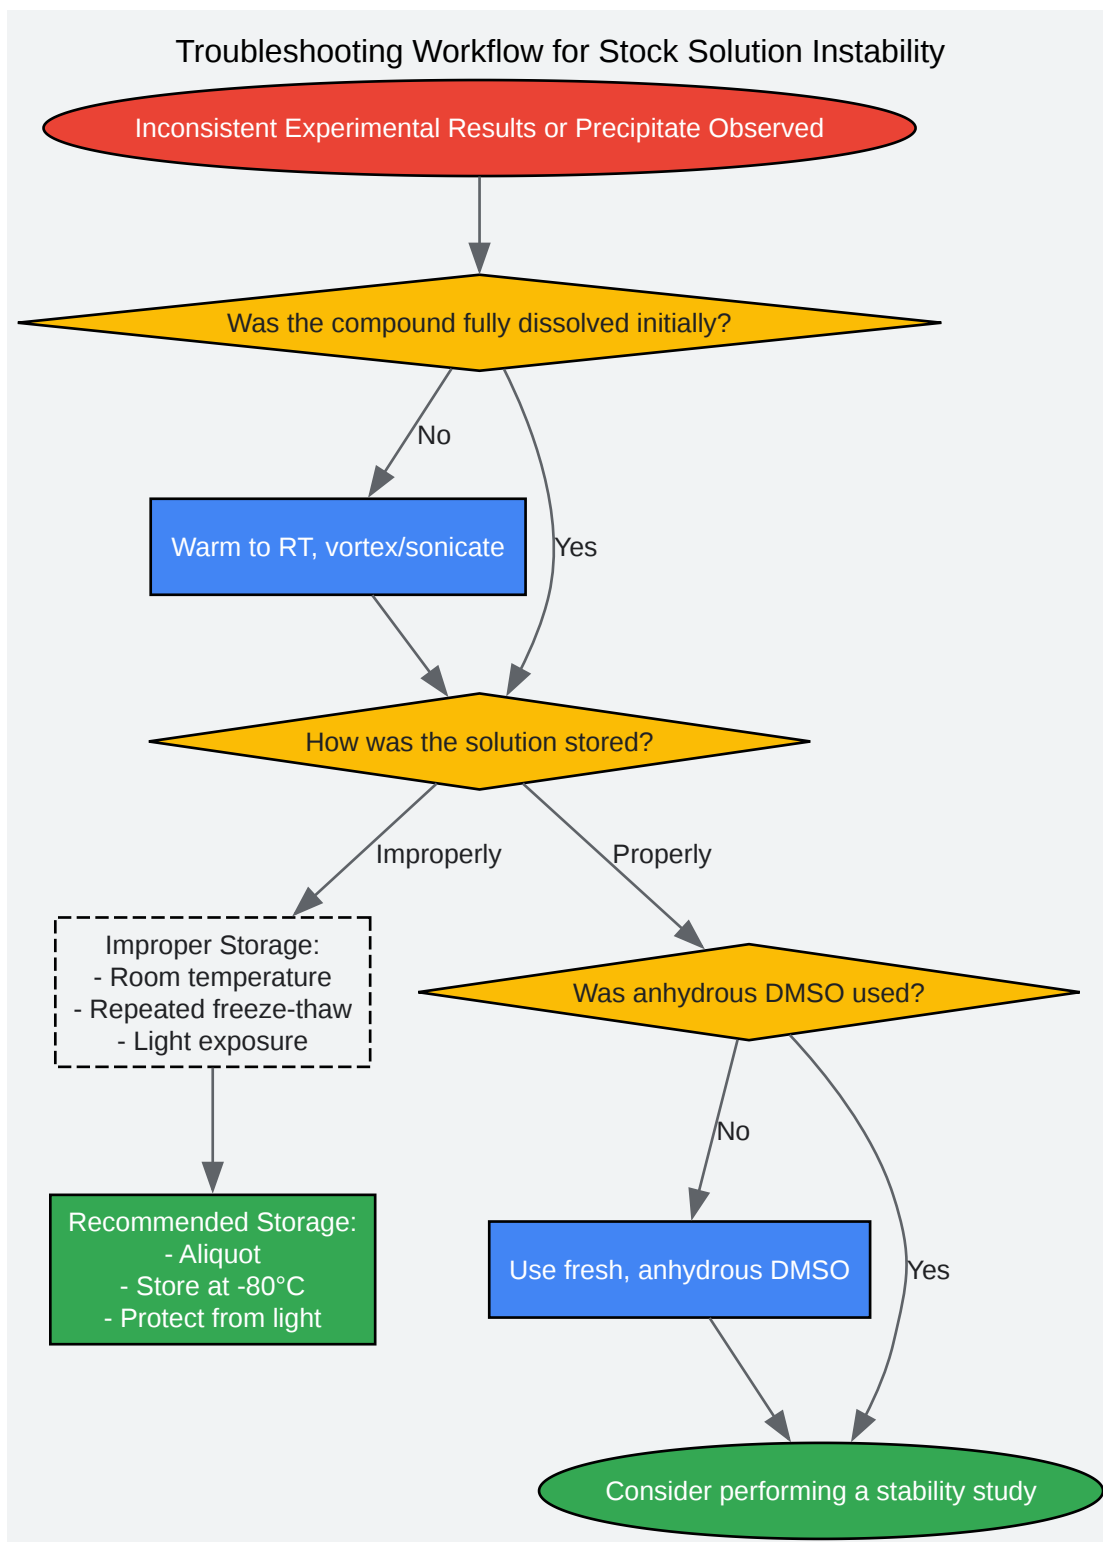 Troubleshooting Workflow for Stock Solution Instability
Inconsistent Experimental Results or Precipitate Observed
Was the compound fully dissolved initially?
No
Warm to RT, vortex/sonicate
Yes
How was the solution stored?
Improperly
Properly
Improper Storage:
- Room temperature
- Repeated freeze-thaw
- Light exposure
Was anhydrous DMSO used?
No
Recommended Storage:
- Aliquot
- Store at -80°C
- Protect from light
Use fresh, anhydrous DMSO
Yes
Consider performing a stability study